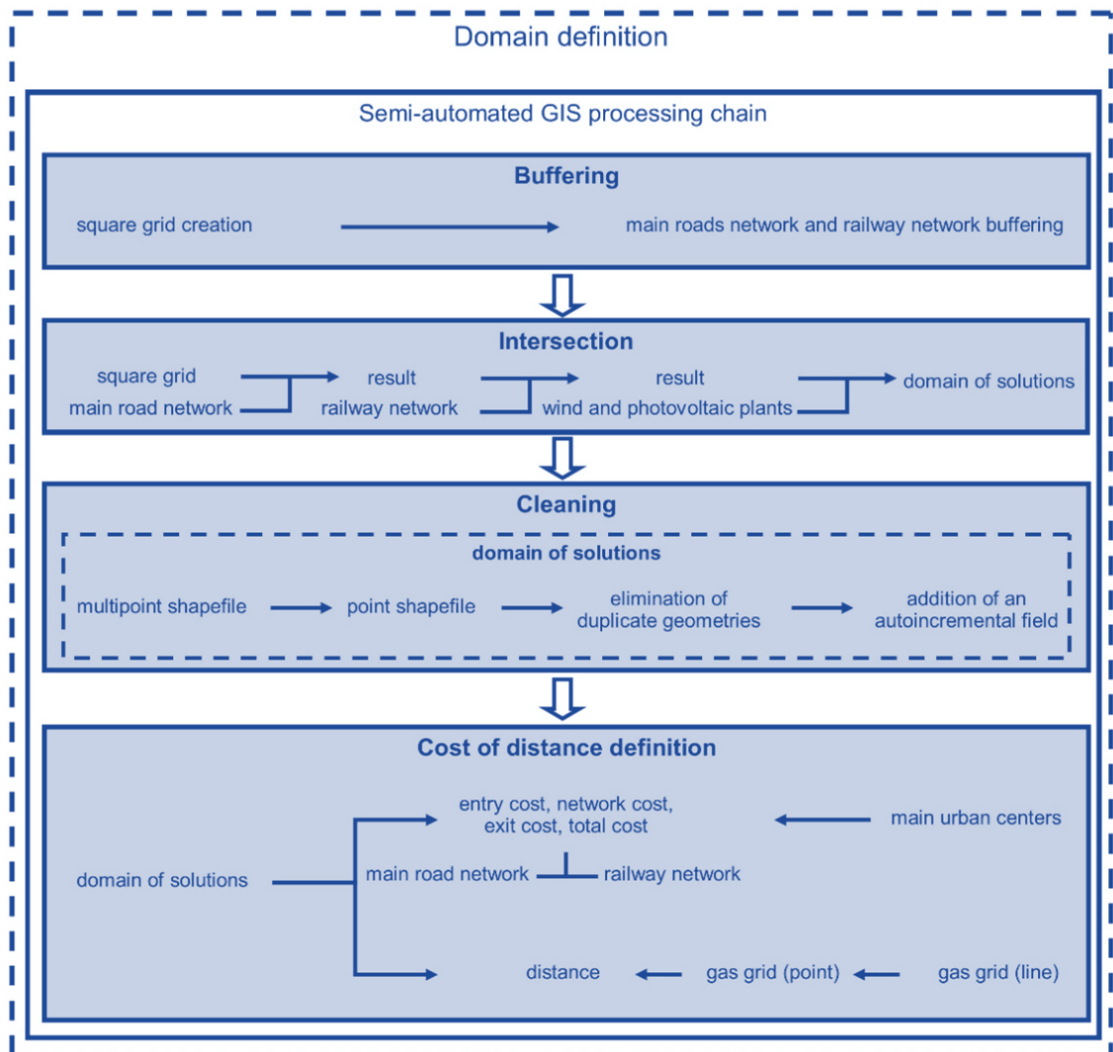 Domain definition
Semi-automated GIS processing chain
Buffering
square grid creation
main roads network and railway network buffering
Intersection
square grid
result
result
domain of solutions
main road network
railway network
wind and photovoltaic plants
Cleaning
domain of solutions
multipoint shapefile
point shapefile
elimination of
duplicate geometries
addition of an
autoincremental field
Cost of distance definition
entry cost, network cost,
exit cost, total cost
main urban centers
main road network
railway network
domain of solutions
distance
gas grid (point)
gas grid (line)